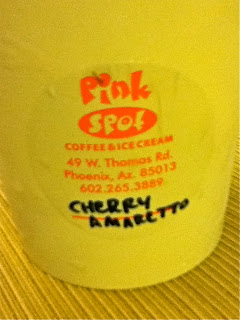 Pink
Spot
COFFEE & ICE CREAM
49 W. Thomas Rd.
Phoenix, Az. 85013
602.265.3889
CHERRY
AMARETTO